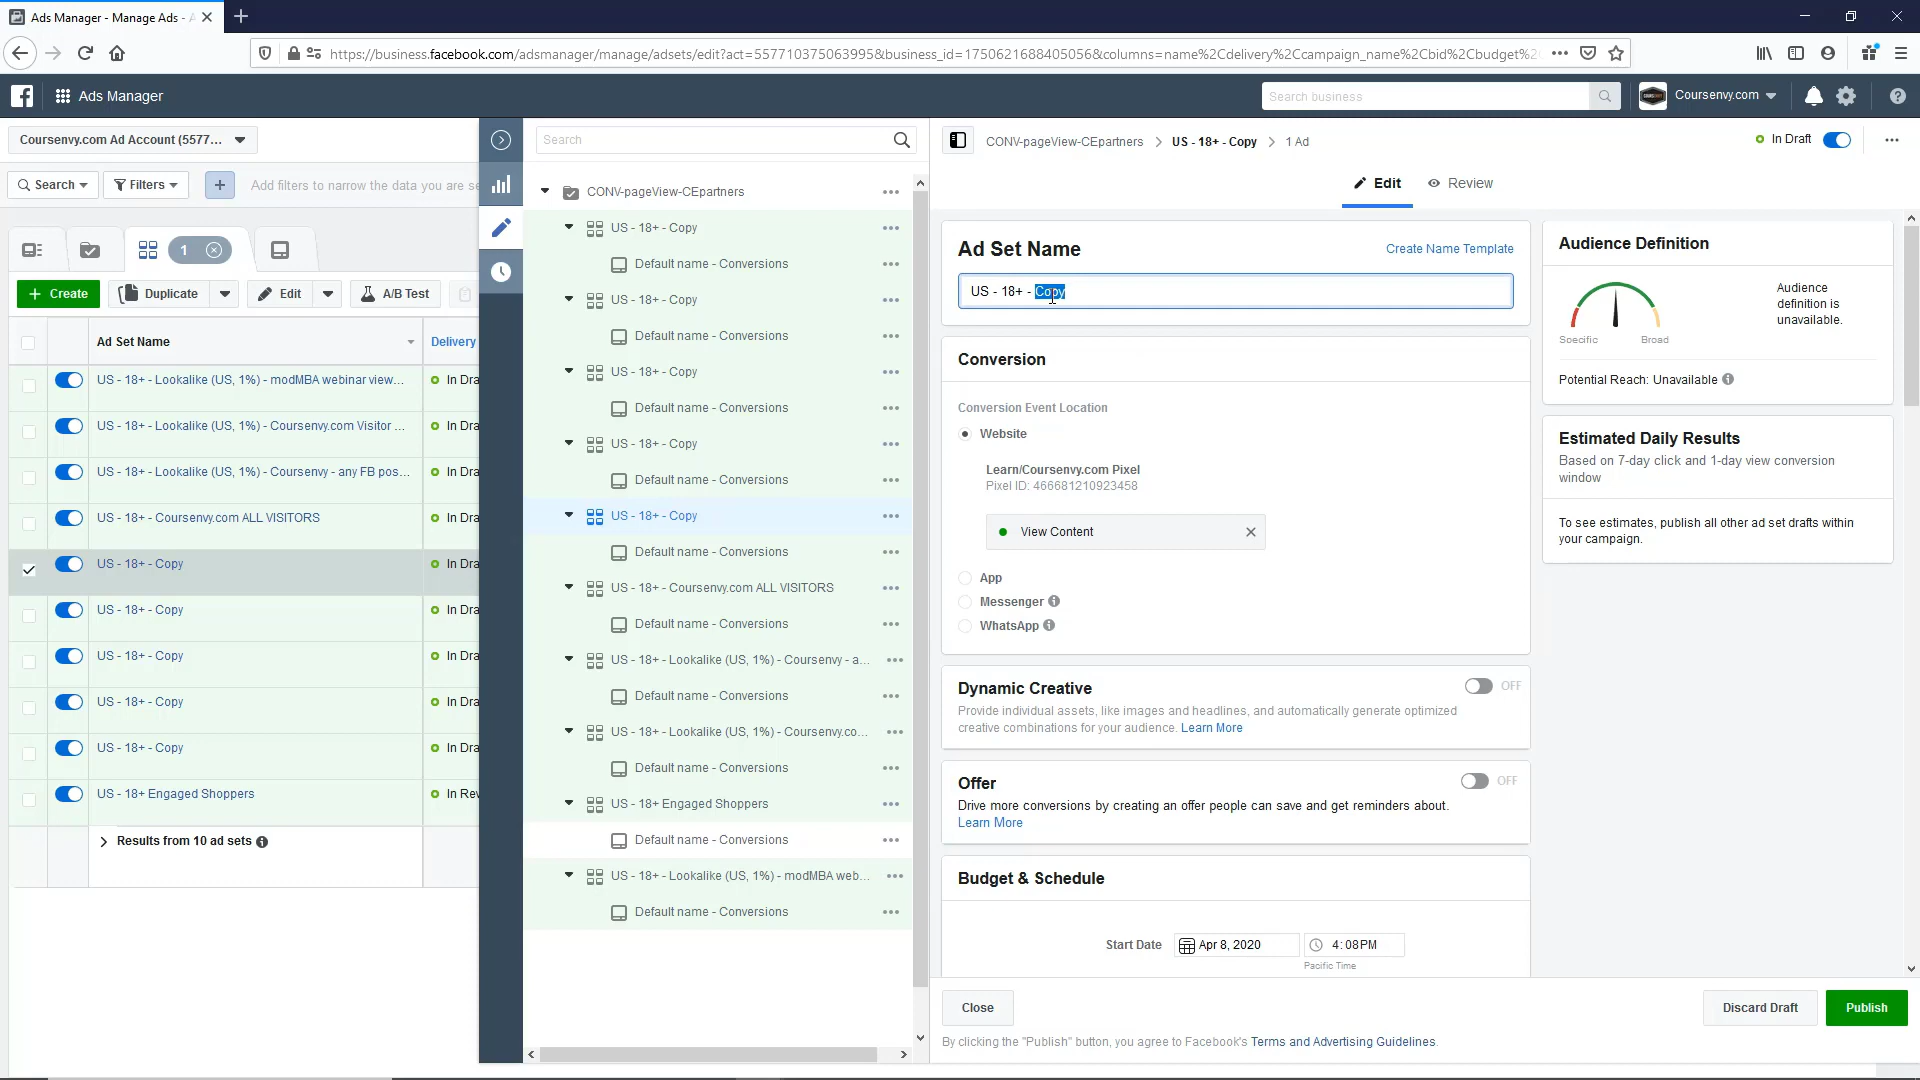 Ads Manager - Manage Ads - A
https://business.facebook.com/adsmanager/manage/adsets/edit?act=557710375063995&business_id=1750621688405056&columns=name%2Cdelivery%2Ccampaign_name%2Cbid%2Cbudget%2
Ads Manager
Search business
Coursenvy.com
Coursenvy.com Ad Account (5577...
Search
Filters
Add filters to narrow the data you are se
1
Create
Duplicate
Edit
A/B Test
Ad Set Name
Delivery
US - 18+ - Lookalike (US, 1%) - modMBA webinar view...
In Dra
US - 18+ - Lookalike (US, 1%) - Coursenvy.com Visitor ...
In Dra
US - 18+ - Lookalike (US, 1%) - Coursenvy - any FB pos...
In Dra
US - 18+ - Coursenvy.com ALL VISITORS
In Dra
US - 18+ - Copy
In Dra
US - 18+ - Copy
In Dra
US - 18+ - Copy
In Dra
US - 18+ - Copy
In Dra
US - 18+ - Copy
In Dra
US - 18+ Engaged Shoppers
In Rev
Results from 10 ad sets
Search
CONV-pageView-CEpartners
US - 18+ - Copy
Default name - Conversions
US - 18+ - Copy
Default name - Conversions
US - 18+ - Copy
Default name - Conversions
US - 18+ - Copy
Default name - Conversions
US - 18+ - Copy
Default name - Conversions
US - 18+ - Coursenvy.com ALL VISITORS
Default name - Conversions
US - 18+ - Lookalike (US, 1%) - Coursenvy - a...
Default name - Conversions
US - 18+ - Lookalike (US, 1%) - Coursenvy.co...
Default name - Conversions
US - 18+ Engaged Shoppers
Default name - Conversions
US - 18+ - Lookalike (US, 1%) - modMBA web...
Default name - Conversions
CONV-pageView-CEpartners > US - 18+ - Copy > 1 Ad
In Draft
Edit
Review
Ad Set Name
Create Name Template
US - 18+ - Copy
Conversion
Conversion Event Location
Website
Learn/Coursenvy.com Pixel
Pixel ID: 466681210923458
View Content
App
Messenger
WhatsApp
Dynamic Creative
OFF
Provide individual assets, like images and headlines, and automatically generate optimized
creative combinations for your audience. Learn More
Offer
OFF
Drive more conversions by creating an offer people can save and get reminders about.
Learn More
Budget & Schedule
Start Date
Apr 8, 2020
4:08PM
Pacific Time
Audience Definition
Audience
definition is
unavailable.
Specific
Broad
Potential Reach: Unavailable
Estimated Daily Results
Based on 7-day click and 1-day view conversion
window
To see estimates, publish all other ad set drafts within
your campaign.
Close
Discard Draft
Publish
By clicking the "Publish" button, you agree to Facebook's Terms and Advertising Guidelines.